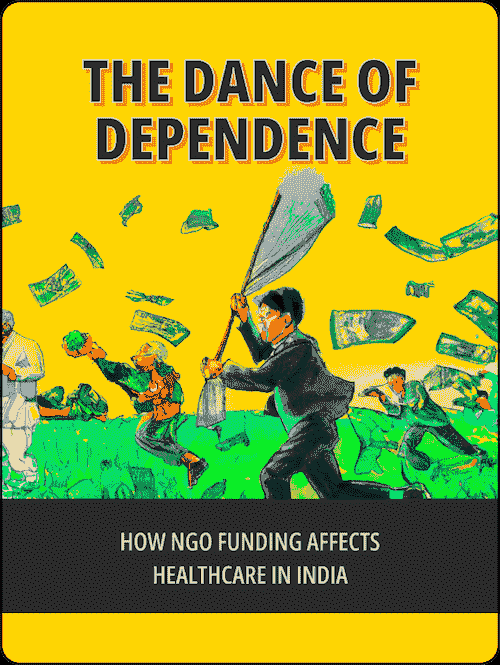 THE DANCE OF
DEPENDENCE
HOW NGO FUNDING AFFECTS
HEALTHCARE IN INDIA